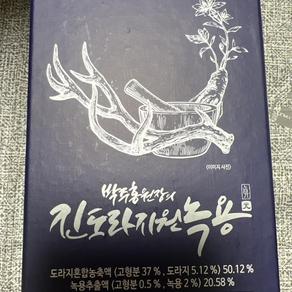 (이미지 사진)
박주홍원장의
진도라지원녹용
도라지혼합농축액 (고형분 37 % , 도라지 5.12 %) 50.12 %
녹용추출액 (고형분 0.5 % , 녹용 2 %) 20.58 %